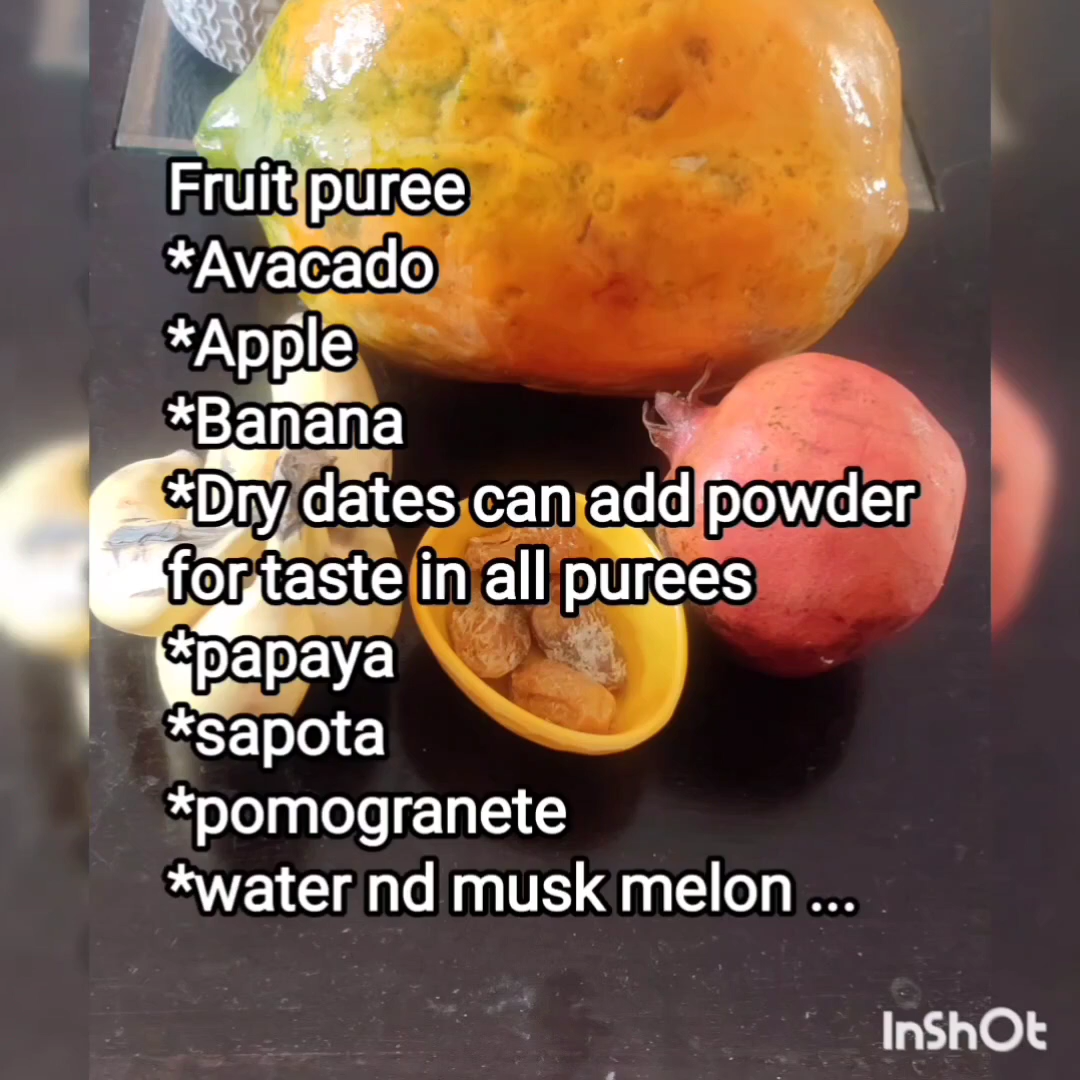 Fruit puree
*Avacado
*Apple
*Banana
*Dry dates can add powder
for taste in all purees
*papaya
*sapota
*pomogranete
*water nd musk melon ...
InShOt